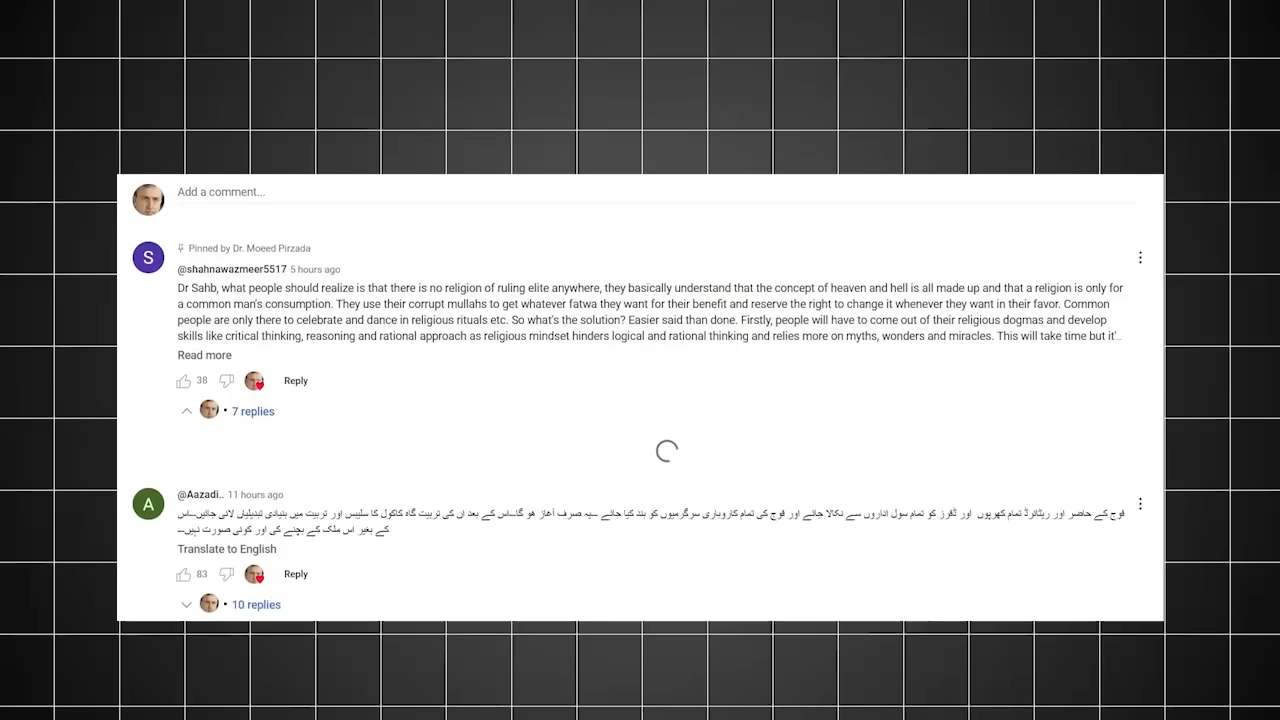 Add a comment...
Pinned by Dr. Moeed Pirzada
S
@shahnawazmeer5517 5 hours ago
Dr Sahb, what people should realize is that there is no religion of ruling elite anywhere, they basically understand that the concept of heaven and hell is all made up and that a religion is only for
a common man's consumption. They use their corrupt mullahs to get whatever fatwa they want for their benefit and reserve the right to change it whenever they want in their favor. Common
people are only there to celebrate and dance in religious rituals etc. So what's the solution? Easier said than done. Firstly, people will have to come out of their religious dogmas and develop
skills like critical thinking, reasoning and rational approach as religious mindset hinders logical and rational thinking and relies more on myths, wonders and miracles. This will take time but it'..
Read more
38 Reply
• 7 replies
A
@Aazadi.. 11 hours ago
فوج کے حاضر اور ریٹائرڈ تمام کھرپوں اور ڈفرز کو تمام سول اداروں سے نکالا جائے اور فوج کی تمام کاروباری سرگرمیوں کو بند کیا جائے ..یہ صرف آغاز ھو گا...اس کے بعد ان کی تربیت گاہ کاکول کا سلیبس اور تربیت میں بنیادی تبدیلیاں لائی جائیں...اس
کے بغیر اس ملک کے بچنے کی اور کوئی صورت نہیں...
Translate to English
83 Reply
• 10 replies